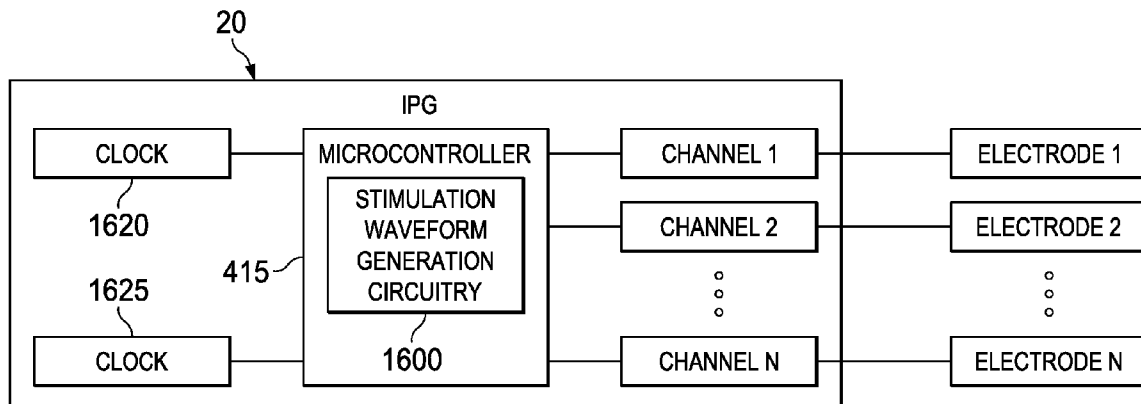 20
IPG
CLOCK
1620
1625
CLOCK
MICROCONTROLLER
STIMULATION
WAVEFORM
GENERATION
CIRCUITRY
415
1600
CHANNEL 1
ELECTRODE 1
CHANNEL 2
ELECTRODE 2
CHANNEL N
ELECTRODE N